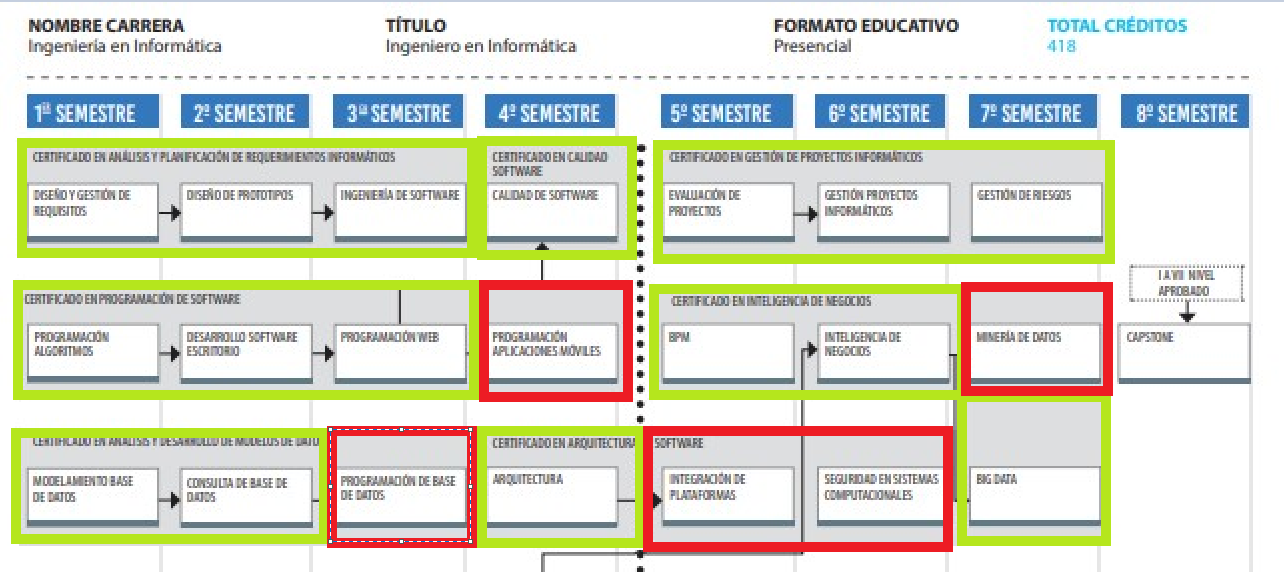 NOMBRE CARRERA
Ingeniería en Informática
TÍTULO
Ingeniero en Informática
FORMATO EDUCATIVO
Presencial
TOTAL CRÉDITOS
418
1er SEMESTRE
2º SEMESTRE
3er SEMESTRE
4º SEMESTRE
5º SEMESTRE
6º SEMESTRE
7º SEMESTRE
8º SEMESTRE
CERTIFICADO EN ANÁLISIS Y PLANIFICACIÓN DE REQUERIMIENTOS INFORMÁTICOS
DISEÑO Y GESTIÓN DE
REQUISITOS
DISEÑO DE PROTOTIPOS
INGENIERÍA DE SOFTWARE
CERTIFICADO EN CALIDAD
SOFTWARE
CALIDAD DE SOFTWARE
CERTIFICADO EN GESTIÓN DE PROYECTOS INFORMÁTICOS
EVALUACIÓN DE
PROYECTOS
GESTIÓN PROYECTOS
INFORMÁTICOS
GESTIÓN DE RIESGOS
I A VII NIVEL
APROBADO
CERTIFICADO EN PROGRAMACIÓN DE SOFTWARE
PROGRAMACIÓN
ALGORITMOS
DESARROLLO SOFTWARE
ESCRITORIO
PROGRAMACIÓN WEB
PROGRAMACIÓN
APLICACIONES MÓVILES
CERTIFICADO EN INTELIGENCIA DE NEGOCIOS
BPM
INTELIGENCIA DE
NEGOCIOS
MINERÍA DE DATOS
CAPSTONE
CERTIFICADO EN ANÁLISIS Y DESARROLLO DE MODELOS DE DATO
MODELAMIENTO BASE
DE DATOS
CONSULTA DE BASE DE
DATOS
PROGRAMACIÓN DE BASE
DE DATOS
CERTIFICADO EN ARQUITECTURA SOFTWARE
ARQUITECTURA
INTEGRACIÓN DE
PLATAFORMAS
SEGURIDAD EN SISTEMAS
COMPUTACIONALES
BIG DATA